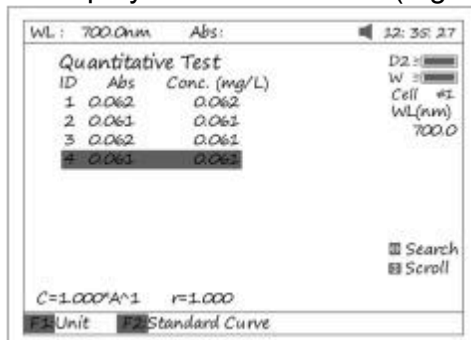 WL: 700.0nm Abs: 12:35:27
Quantitative Test
ID Abs Conc. (mg/L)
1 0.062 0.062
2 0.061 0.061
3 0.062 0.062
4 0.061 0.061
D2:
W :
Cell #1
WL(nm)
700.0
Search
Scroll
C=1.000*A^1 r=1.000
F1:Unit F2:Standard Curve